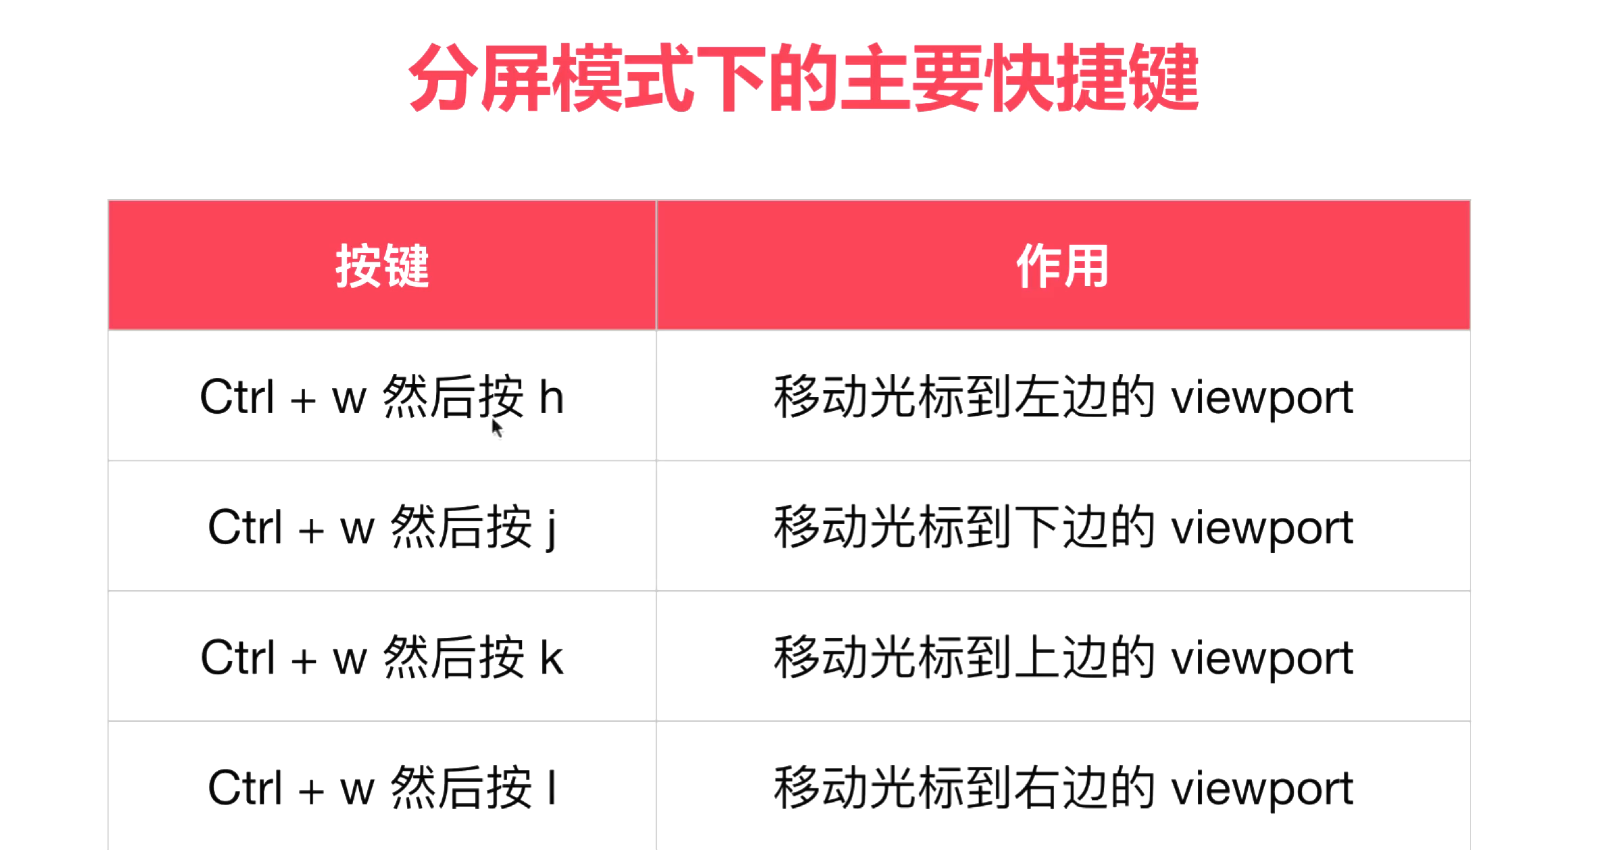 分屏模式下的主要快捷键
按键 作用
Ctrl + w 然后按 h 移动光标到左边的 viewport
Ctrl + w 然后按 j 移动光标到下边的 viewport
Ctrl + w 然后按 k 移动光标到上边的 viewport
Ctrl + w 然后按 l 移动光标到右边的 viewport